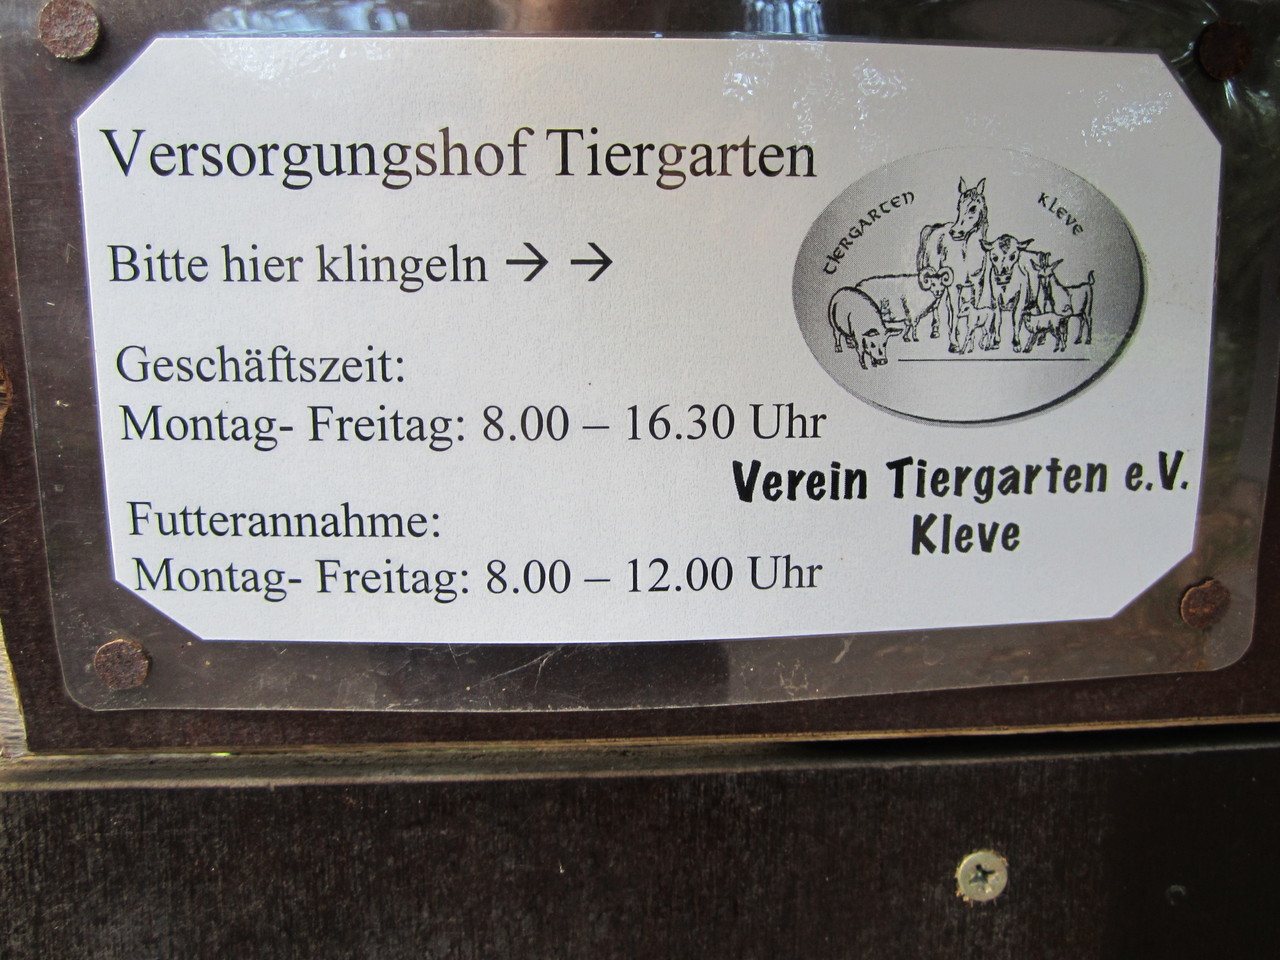 Versorgungshof Tiergarten
Bitte hier klingeln → →
Geschäftszeit:
Montag- Freitag: 8.00 – 16.30 Uhr
Futterannahme:
Montag- Freitag: 8.00 – 12.00 Uhr
TIERGARTEN KLEVE
Verein Tiergarten e.V.
Kleve